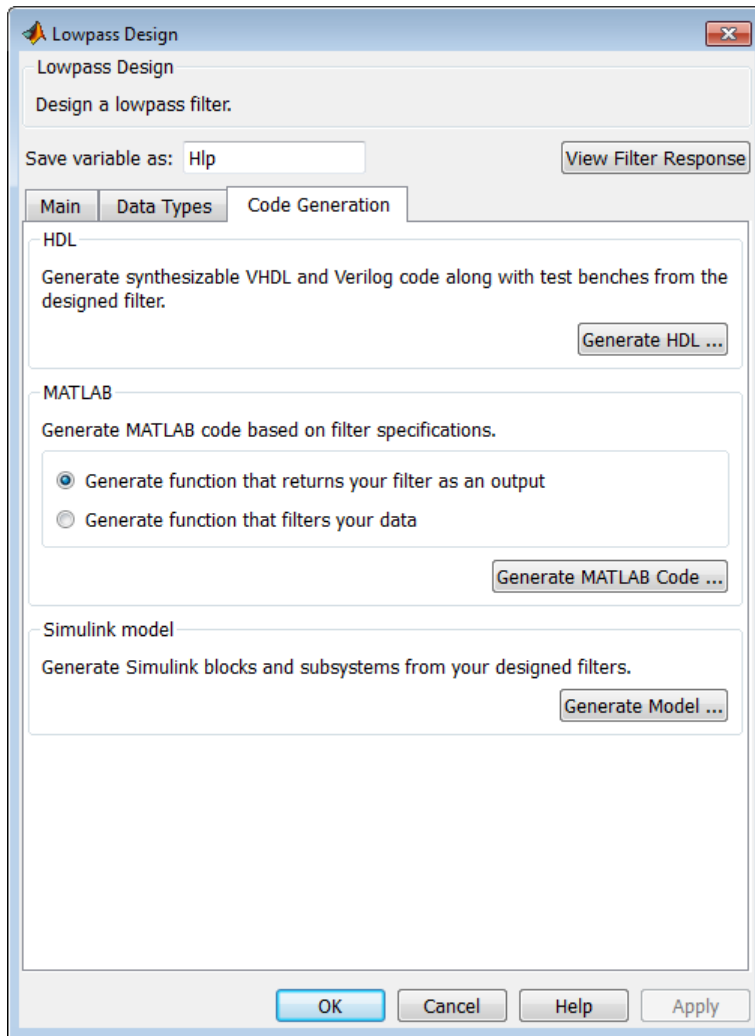 Lowpass Design
Lowpass Design
Design a lowpass filter.
Save variable as: Hlp View Filter Response
Main Data Types Code Generation
HDL
Generate synthesizable VHDL and Verilog code along with test benches from the
designed filter.
Generate HDL ...
MATLAB
Generate MATLAB code based on filter specifications.
Generate function that returns your filter as an output
Generate function that filters your data
Generate MATLAB Code ...
Simulink model
Generate Simulink blocks and subsystems from your designed filters.
Generate Model ...
OK Cancel Help Apply